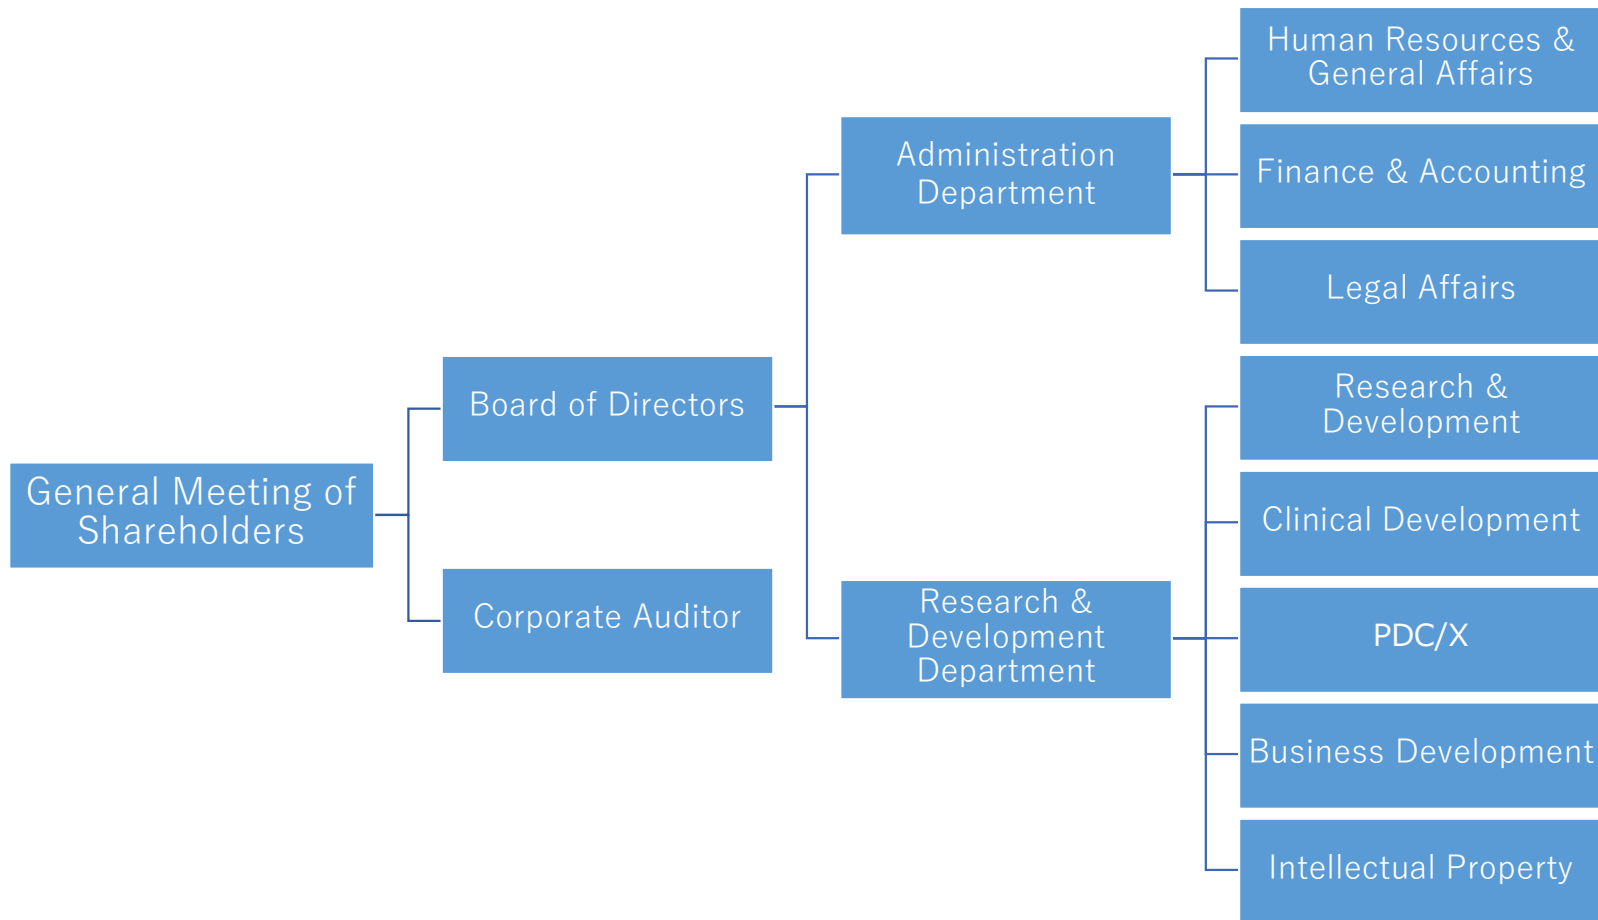 General Meeting of
Shareholders
Board of Directors
Corporate Auditor
Administration
Department
Research &
Development
Department
Human Resources &
General Affairs
Finance & Accounting
Legal Affairs
Research &
Development
Clinical Development
PDC/X
Business Development
Intellectual Property